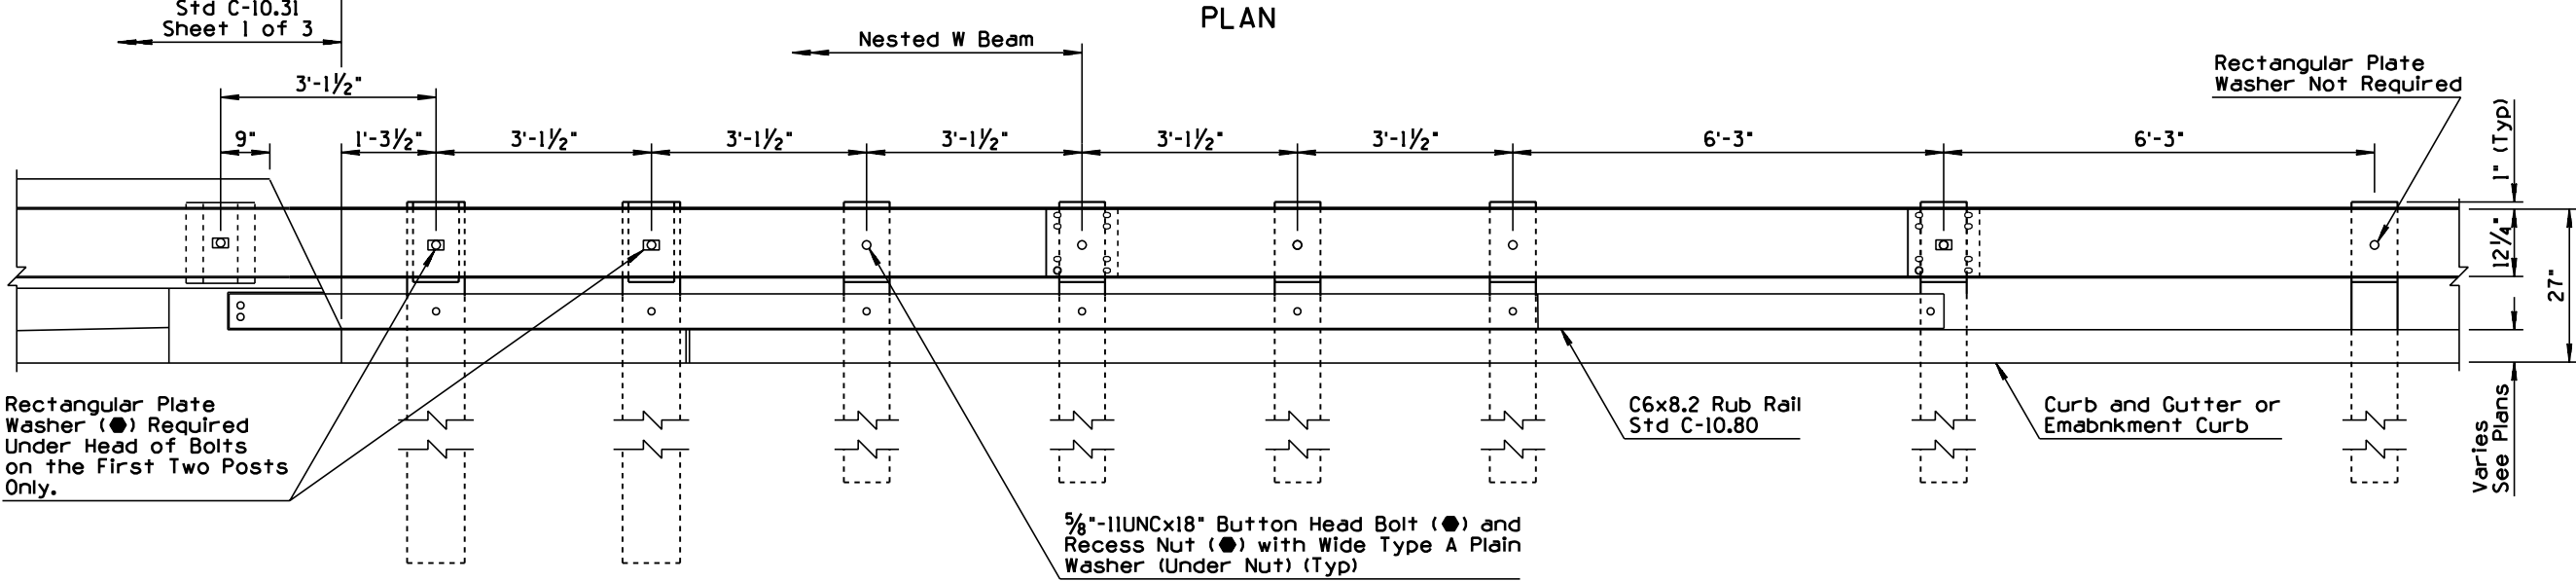 PLAN
Std C-10.31
Sheet 1 of 3
Nested W Beam
Rectangular Plate
Washer Not Required
3'-1½"
9"
1'-3½"
3'-1½"
3'-1½"
3'-1½"
3'-1½"
3'-1½"
6'-3"
6'-3"
1" (Typ)
12¼"
27"
Varies
See Plans
Rectangular Plate
Washer (⬣) Required
Under Head of Bolts
on the First Two Posts
Only.
C6x8.2 Rub Rail
Std C-10.80
Curb and Gutter or
Emabnkment Curb
⅝"-11UNCx18" Button Head Bolt (⬣) and
Recess Nut (⬣) with Wide Type A Plain
Washer (Under Nut) (Typ)